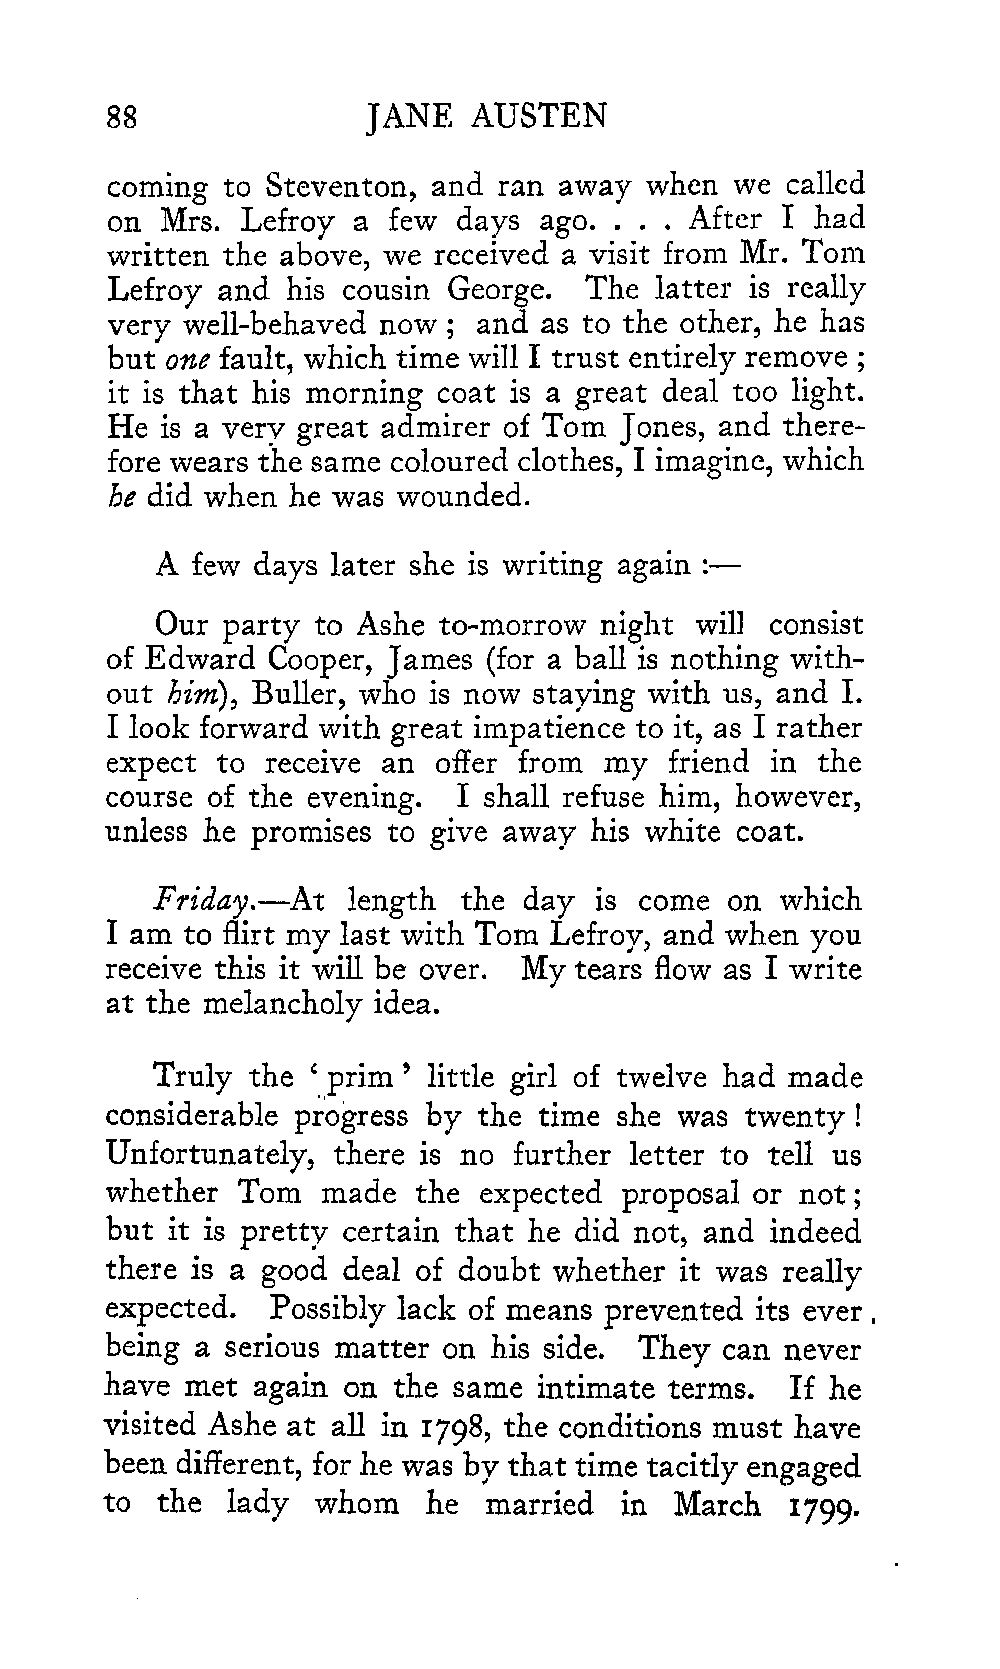 88 JANE AUSTEN
coming to Steventon, and ran away when we called
on Mrs. Lefroy a few days ago. . . . After I had
written the above, we received a visit from Mr. Tom
Lefroy and his cousin George. The latter is really
very well-behaved now ; and as to the other, he has
but one fault, which time will I trust entirely remove ;
it is that his morning coat is a great deal too light.
He is a very great admirer of Tom Jones, and there-
fore wears the same coloured clothes, I imagine, which
he did when he was wounded.
A few days later she is writing again :—
Our party to Ashe to-morrow night will consist
of Edward Cooper, James (for a ball is nothing with-
out him), Buller, who is now staying with us, and I.
I look forward with great impatience to it, as I rather
expect to receive an offer from my friend in the
course of the evening. I shall refuse him, however,
unless he promises to give away his white coat.
Friday.—At length the day is come on which
I am to flirt my last with Tom Lefroy, and when you
receive this it will be over. My tears flow as I write
at the melancholy idea.
Truly the ‘ prim ’ little girl of twelve had made
considerable progress by the time she was twenty !
Unfortunately, there is no further letter to tell us
whether Tom made the expected proposal or not ;
but it is pretty certain that he did not, and indeed
there is a good deal of doubt whether it was really
expected. Possibly lack of means prevented its ever
being a serious matter on his side. They can never
have met again on the same intimate terms. If he
visited Ashe at all in 1798, the conditions must have
been different, for he was by that time tacitly engaged
to the lady whom he married in March 1799.